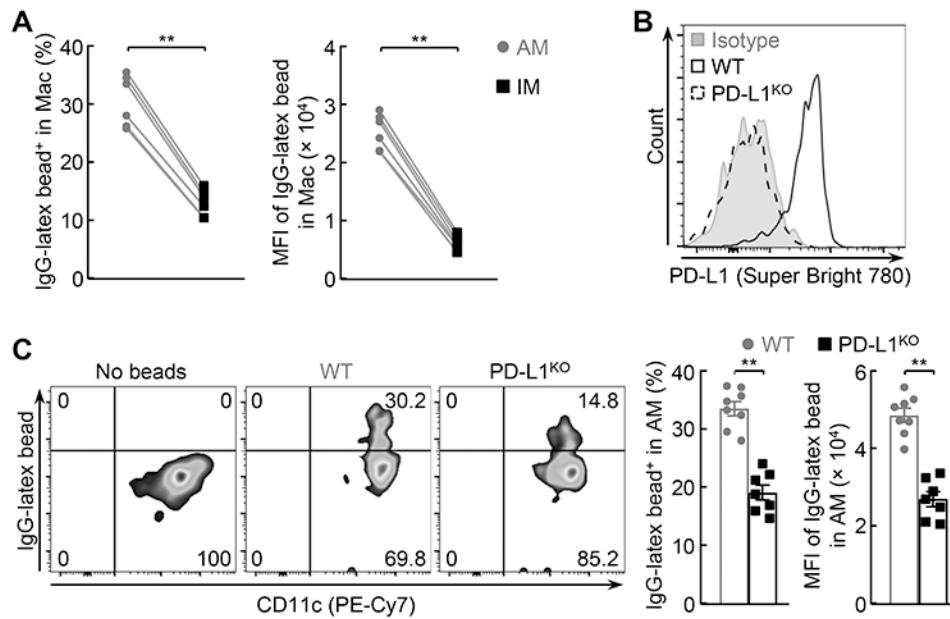 A
IgG-latex bead⁺ in Mac (%)
40
30
20
10
0
**
MFI of IgG-latex bead
in Mac (× 10⁴)
4
3
2
1
0
**
AM
IM
B
Count
Isotype
WT
PD-L1ᴷᴼ
PD-L1 (Super Bright 780)
C
IgG-latex bead
No beads
0
0
0
100
WT
0
30.2
0
69.8
PD-L1ᴷᴼ
0
14.8
0
85.2
CD11c (PE-Cy7)
WT
PD-L1ᴷᴼ
IgG-latex bead⁺ in AM (%)
40
30
20
10
0
**
MFI of IgG-latex bead
in AM (× 10⁴)
6
4
2
0
**